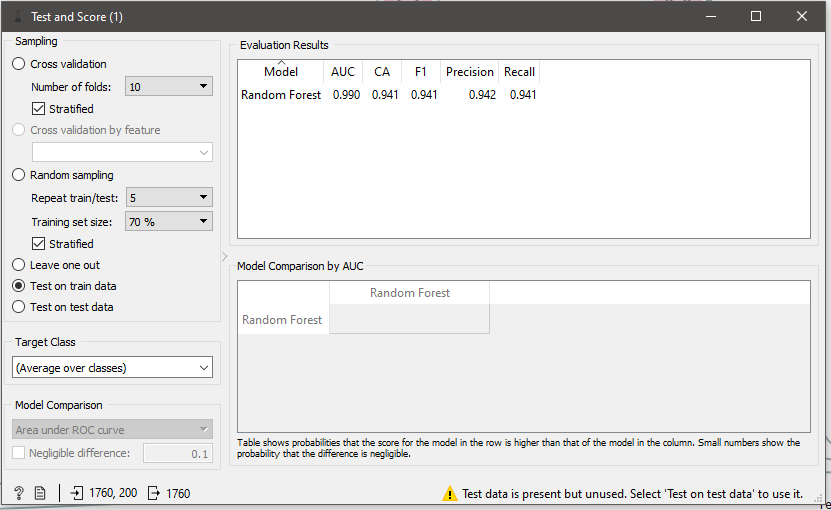 Test and Score (1)
Sampling
Cross validation
Number of folds: 10
Stratified
Cross validation by feature
Random sampling
Repeat train/test: 5
Training set size: 70 %
Stratified
Leave one out
Test on train data
Test on test data
Target Class
(Average over classes)
Model Comparison
Area under ROC curve
Negligible difference: 0.1
Evaluation Results
Model AUC CA F1 Precision Recall
Random Forest 0.990 0.941 0.941 0.942 0.941
Model Comparison by AUC
Random Forest
Random Forest
Table shows probabilities that the score for the model in the row is higher than that of the model in the column. Small numbers show the
probability that the difference is negligible.
? 1760, 200 1760
Test data is present but unused. Select 'Test on test data' to use it.